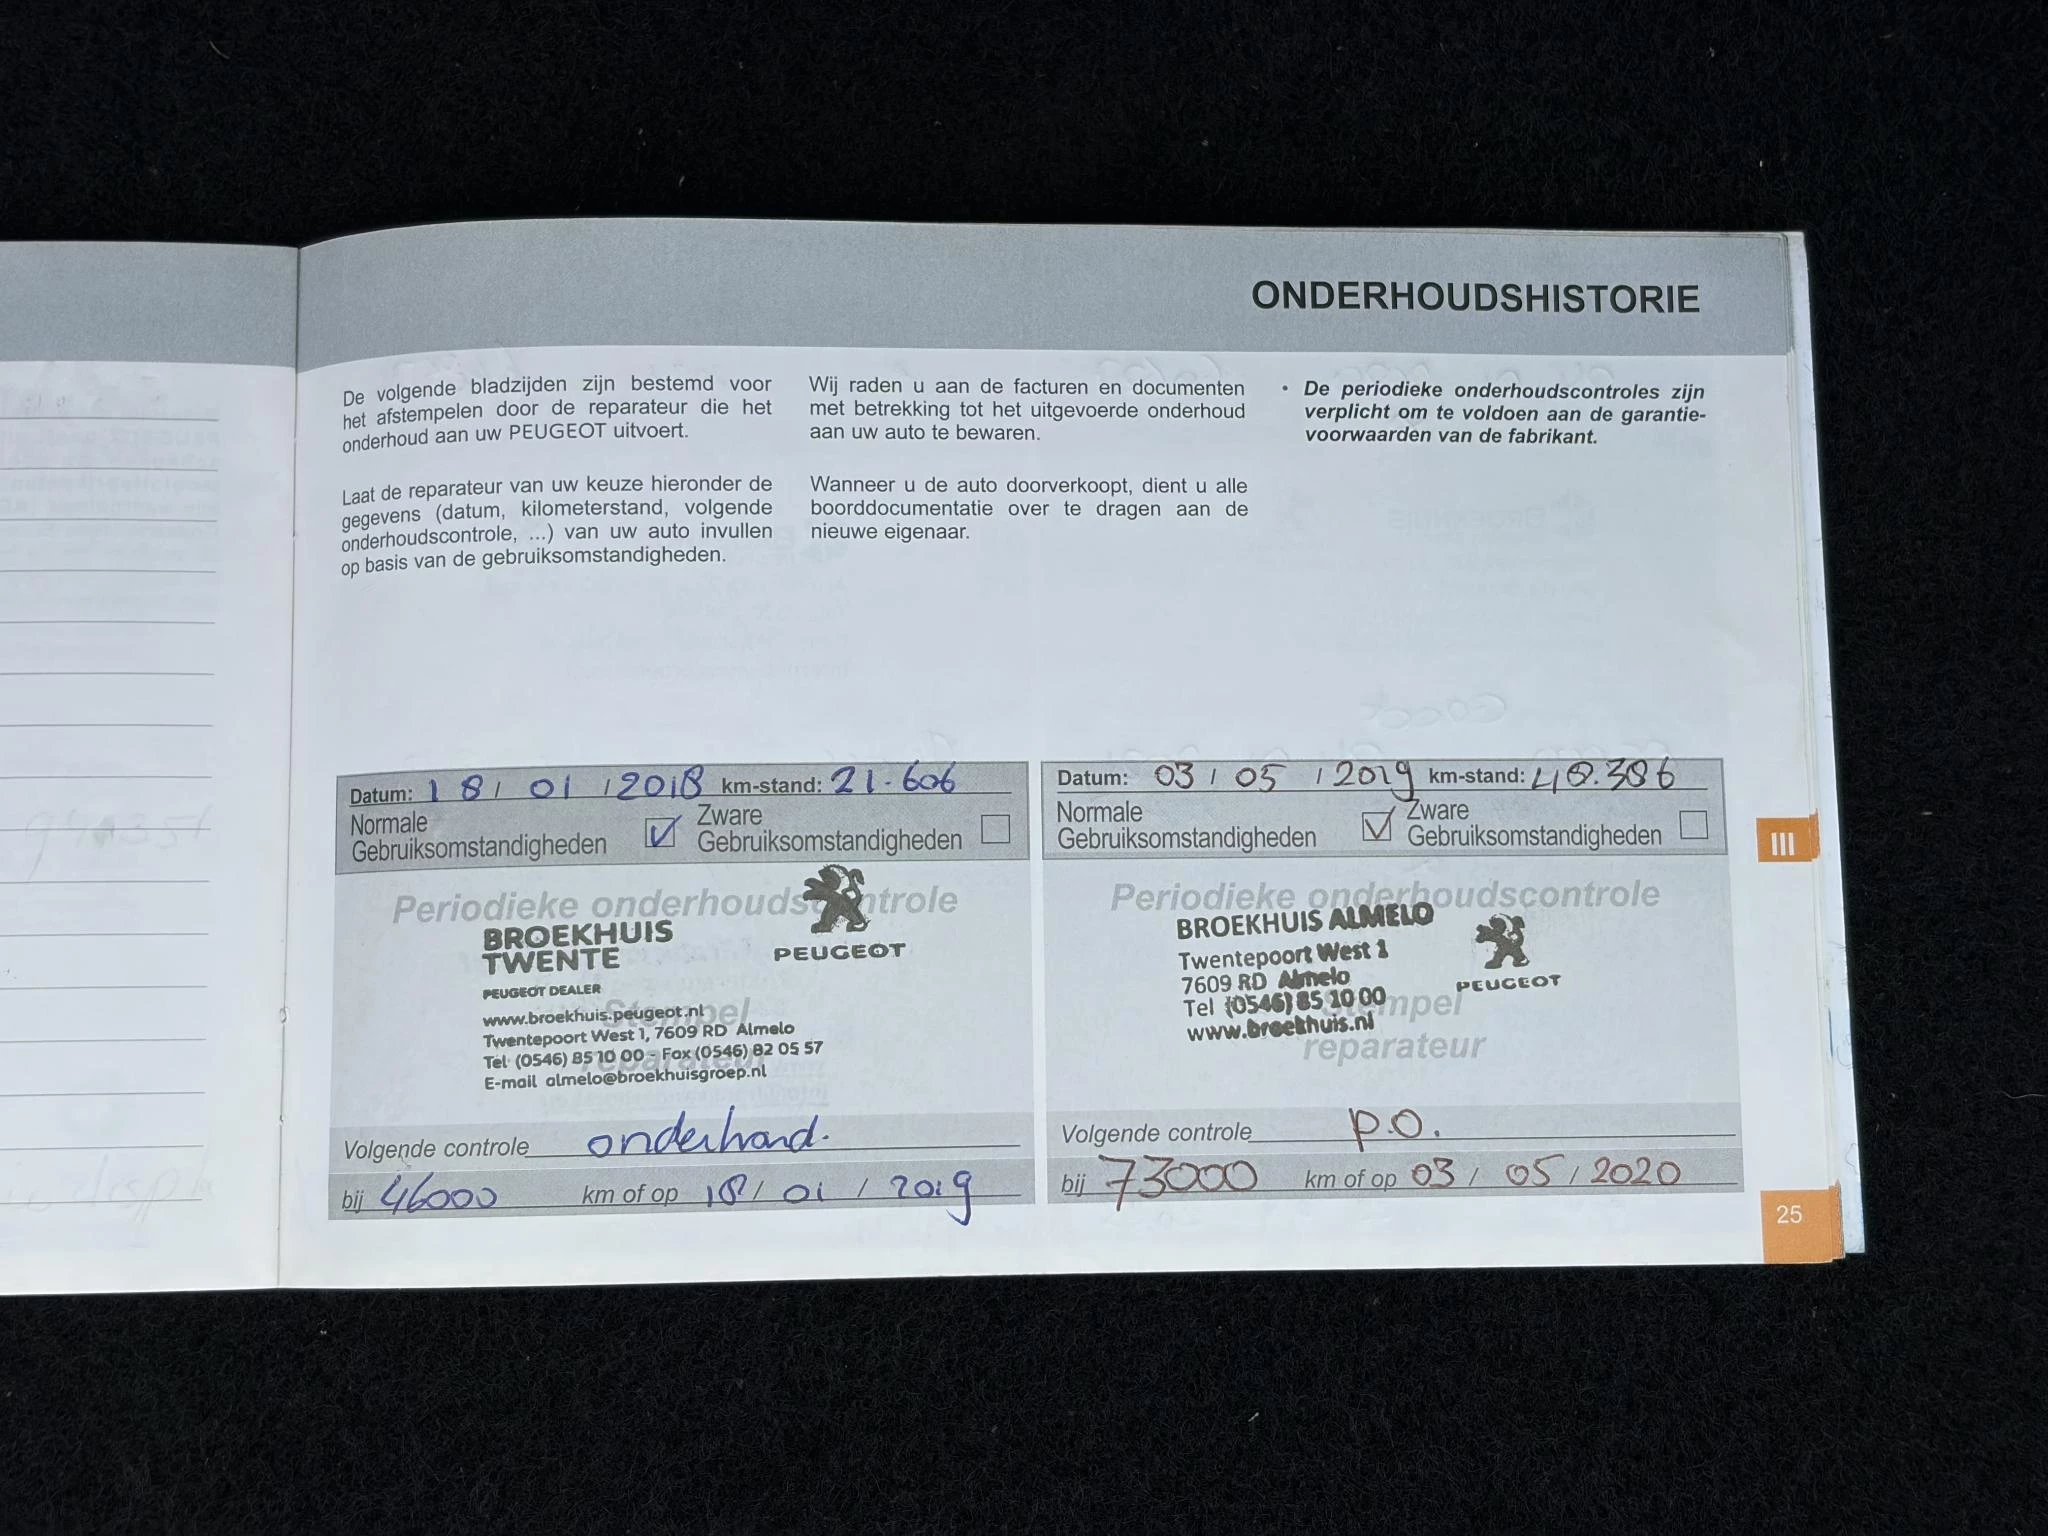 ONDERHOUDSHISTORIE
De volgende bladzijden zijn bestemd voor
het afstempelen door de reparateur die het
onderhoud aan uw PEUGEOT uitvoert.
Laat de reparateur van uw keuze hieronder de
gegevens (datum, kilometerstand, volgende
onderhoudscontrole, ...) van uw auto invullen
op basis van de gebruiksomstandigheden.
Wij raden u aan de facturen en documenten
met betrekking tot het uitgevoerde onderhoud
aan uw auto te bewaren.
Wanneer u de auto doorverkoopt, dient u alle
boorddocumentatie over te dragen aan de
nieuwe eigenaar.
• De periodieke onderhoudscontroles zijn
verplicht om te voldoen aan de garantie-
voorwaarden van de fabrikant.
Datum: 18 / 01 / 2018 km-stand: 21.606
Normale
Gebruiksomstandigheden
Zware
Gebruiksomstandigheden
Periodieke onderhoudscontrole
BROEKHUIS
TWENTE
PEUGEOT DEALER
PEUGEOT
Stempel
reparateur
www.broekhuis.peugeot.nl
Twentepoort West 1, 7609 RD Almelo
Tel (0546) 85 10 00 - Fax (0546) 82 05 57
E-mail almelo@broekhuisgroep.nl
Volgende controle onderhoud.
bij 46000 km of op 18 / 01 / 2019
Datum: 03 / 05 / 2019 km-stand: 48.386
Normale
Gebruiksomstandigheden
Zware
Gebruiksomstandigheden
Periodieke onderhoudscontrole
BROEKHUIS ALMELO
Twentepoort West 1
7609 RD Almelo
Tel (0546) 85 10 00
www.broekhuis.nl
PEUGEOT
Stempel
reparateur
Volgende controle P.O.
bij 73000 km of op 03 / 05 / 2020
III
25